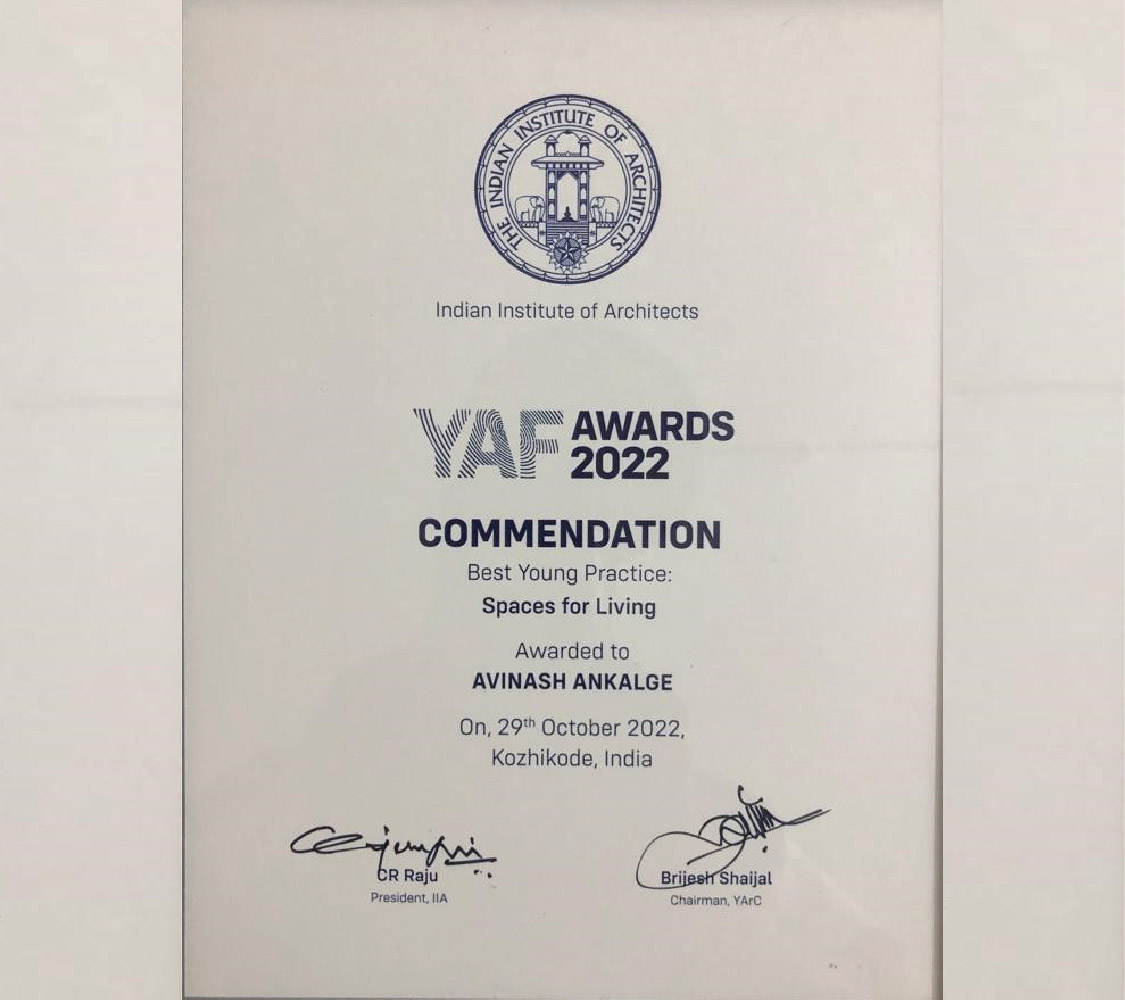 THE INDIAN INSTITUTE OF ARCHITECTS
Indian Institute of Architects
YAF AWARDS
2022
COMMENDATION
Best Young Practice:
Spaces for Living
Awarded to
AVINASH ANKALGE
On, 29th October 2022,
Kozhikode, India
CR Raju
President, IIA
Brijesh Shaijal
Chairman, YArC